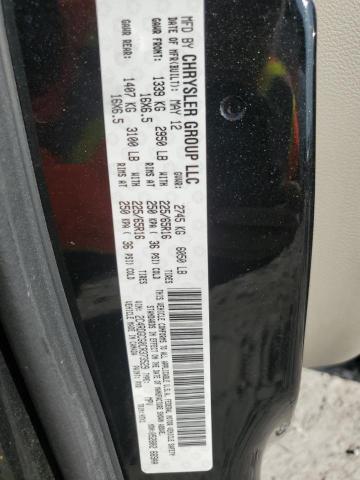 MFD BY CHRYSLER GROUP LLC
DATE OF MFR(BUILT): MAY 12
GVWR: 2745 KG 6050 LB
GAWR FRONT: 1339 KG 2950 LB TIRES 225/65R16
16X6.5 RIMS AT 250 KPA ( 36 PSI) COLD
GAWR REAR: 1407 KG 3100 LB TIRES 225/65R16
16X6.5 RIMS AT 250 KPA ( 36 PSI) COLD
THIS VEHICLE CONFORMS TO ALL
APPLICABLE U.S.A. FEDERAL MOTOR VEHICLE SAFETY
STANDARDS IN EFFECT ON THE DATE OF MANUFACTURE SHOWN ABOVE
TYPE: MPV
MADE IN CANADA
PAINT: